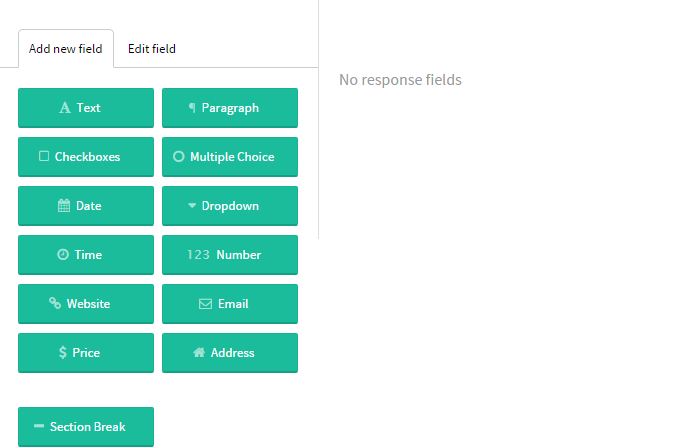 Add new field Edit field
No response fields
Text Paragraph
Checkboxes Multiple Choice
Date Dropdown
Time 123 Number
Website Email
$ Price Address
Section Break